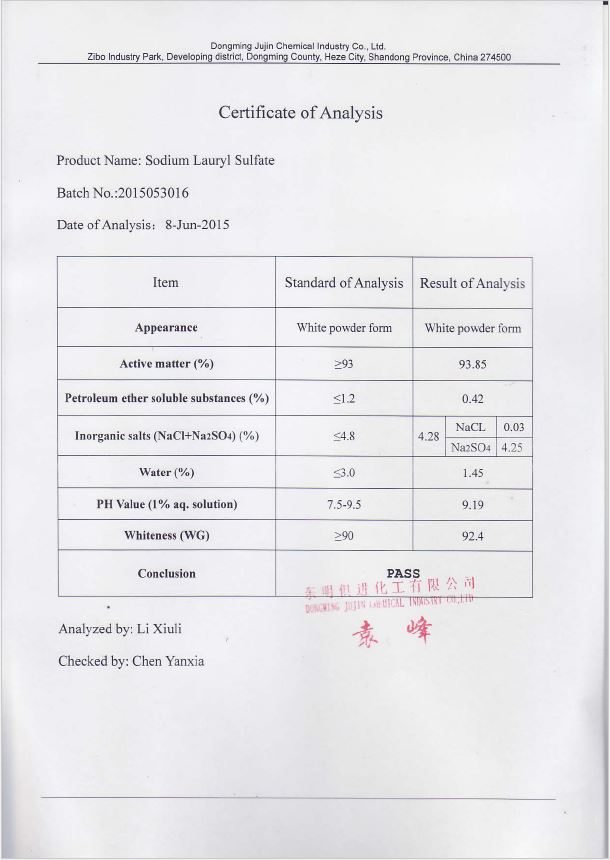 Dongming Jujin Chemical Industry Co., Ltd.
Zibo Industry Park, Developing district, Dongming County, Heze City, Shandong Province, China 274500
Certificate of Analysis
Product Name: Sodium Lauryl Sulfate
Batch No.:2015053016
Date of Analysis: 8-Jun-2015
Item Standard of Analysis Result of Analysis
Appearance White powder form White powder form
Active matter (%) ≥93 93.85
Petroleum ether soluble substances (%) ≤1.2 0.42
Inorganic salts (NaCl+Na2SO4) (%) ≤4.8 4.28 NaCL 0.03
Na2SO4 4.25
Water (%) ≤3.0 1.45
PH Value (1% aq. solution) 7.5-9.5 9.19
Whiteness (WG) ≥90 92.4
Conclusion PASS
东明俱进化工有限公司
DONGMING JUJIN CHEMICAL INDUSTRY CO.,LTD
袁峰
Analyzed by: Li Xiuli
Checked by: Chen Yanxia